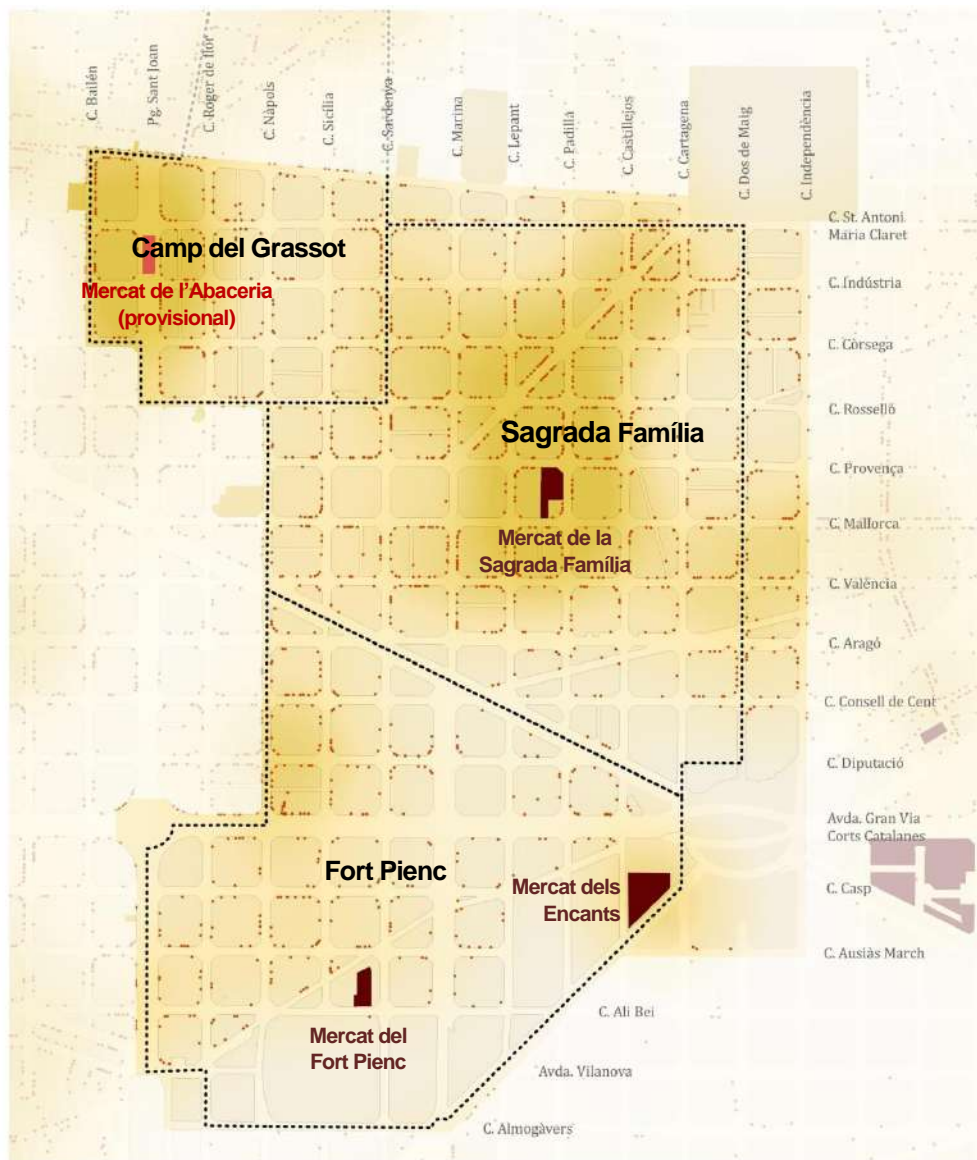 C. Bailén
Pg. Sant Joan
C. Roger de Flor
C. Nàpols
C. Sicília
C. Sardenya
C. Marina
C. Lepant
C. Padilla
C. Castillejos
C. Cartagena
C. Dos de Maig
C. Independència
C. St. Antoni
Maria Claret
Camp del Grassot
C. Indústria
Mercat de l'Abaceria
(provisional)
C. Còrsega
C. Rosselló
Sagrada Família
C. Provença
C. Mallorca
Mercat de la
Sagrada Família
C. València
C. Aragó
C. Consell de Cent
C. Diputació
Avda. Gran Via
Corts Catalanes
Fort Pienc
Mercat dels
Encants
C. Casp
C. Ausiàs March
C. Ali Bei
Mercat del
Fort Pienc
Avda. Vilanova
C. Almogàvers